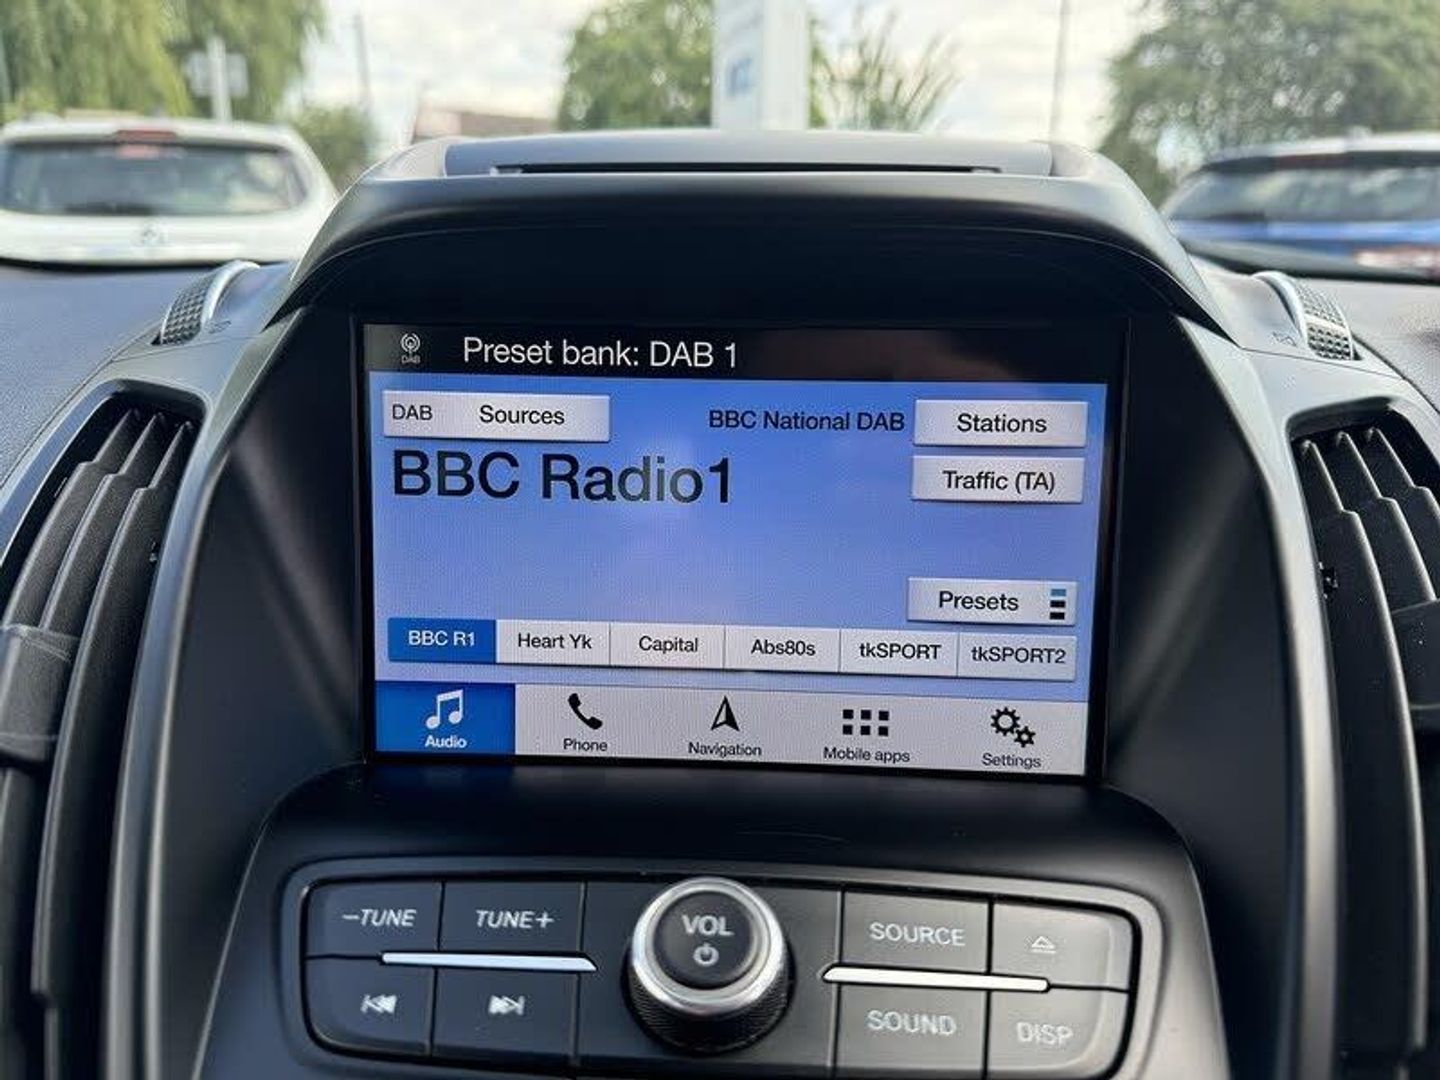 DAB
Preset bank: DAB 1
DAB Sources
BBC National DAB
Stations
BBC Radio1
Traffic (TA)
Presets
BBC R1
Heart Yk
Capital
Abs80s
tkSPORT
tkSPORT2
Audio
Phone
Navigation
Mobile apps
Settings
–TUNE
TUNE+
VOL
SOURCE
SOUND
DISP